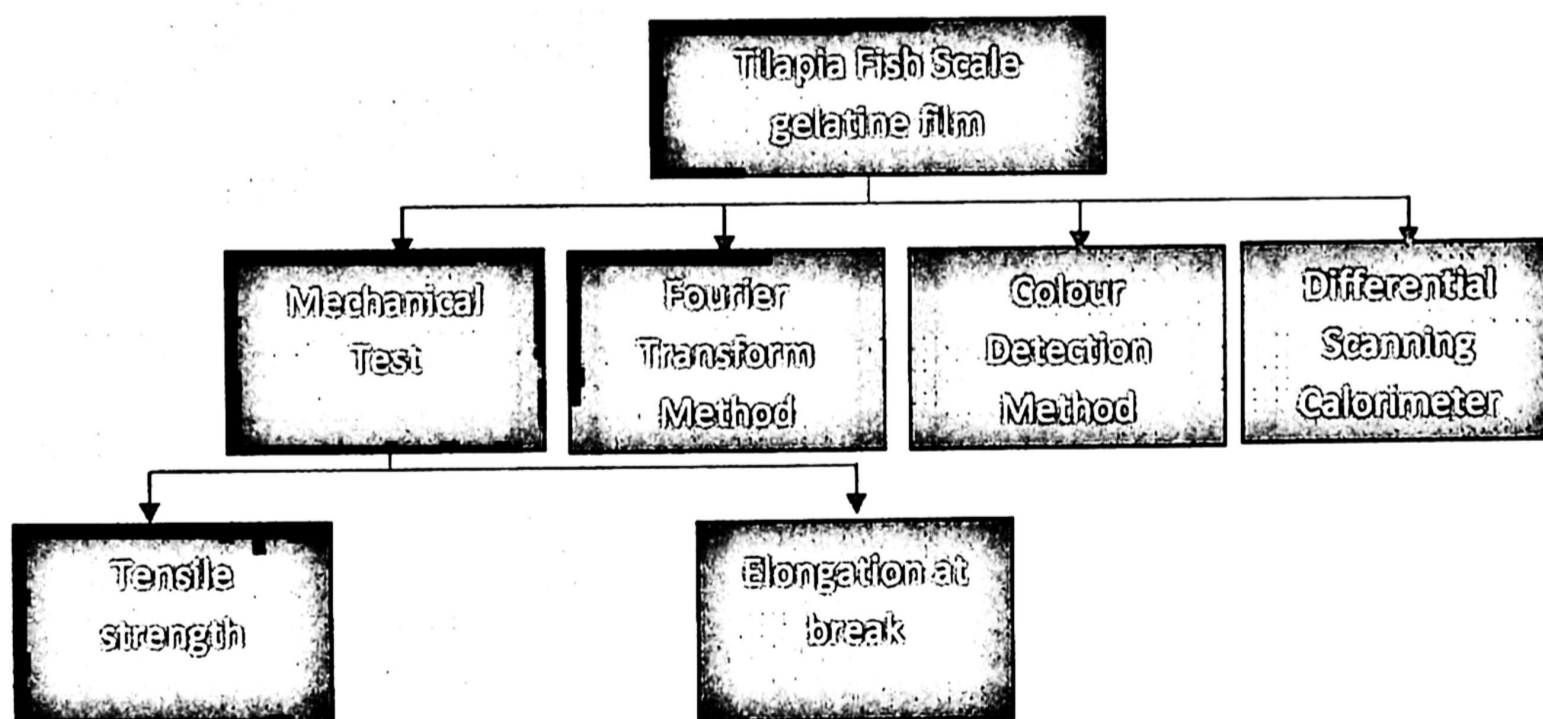 Tilapia Fish Scale
gelatine film
Mechanical
Test
Fourier
Transform
Method
Colour
Detection
Method
Differential
Scanning
Calorimeter
Tensile
strength
Elongation at
break